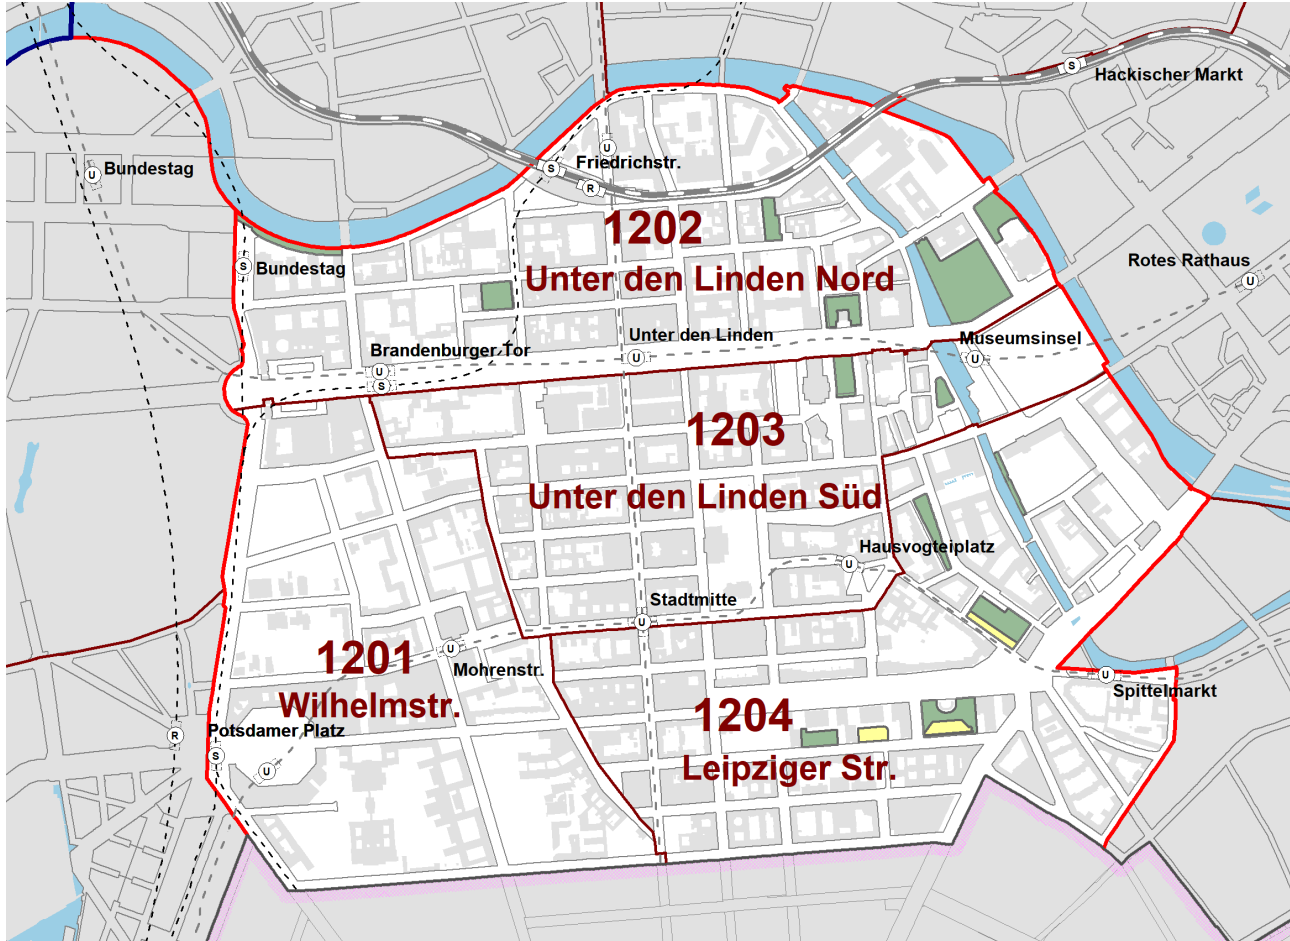 S
Hackischer Markt
U
Bundestag
U
S
Friedrichstr.
R
1202
S
Bundestag
Unter den Linden Nord
Rotes Rathaus
U
Unter den Linden
U
Museumsinsel
U
Brandenburger Tor
U
S
1203
Unter den Linden Süd
Hausvogteiplatz
U
Stadtmitte
U
1201
U
Mohrenstr.
Wilhelmstr.
U
Spittelmarkt
1204
Leipziger Str.
R
Potsdamer Platz
S
U